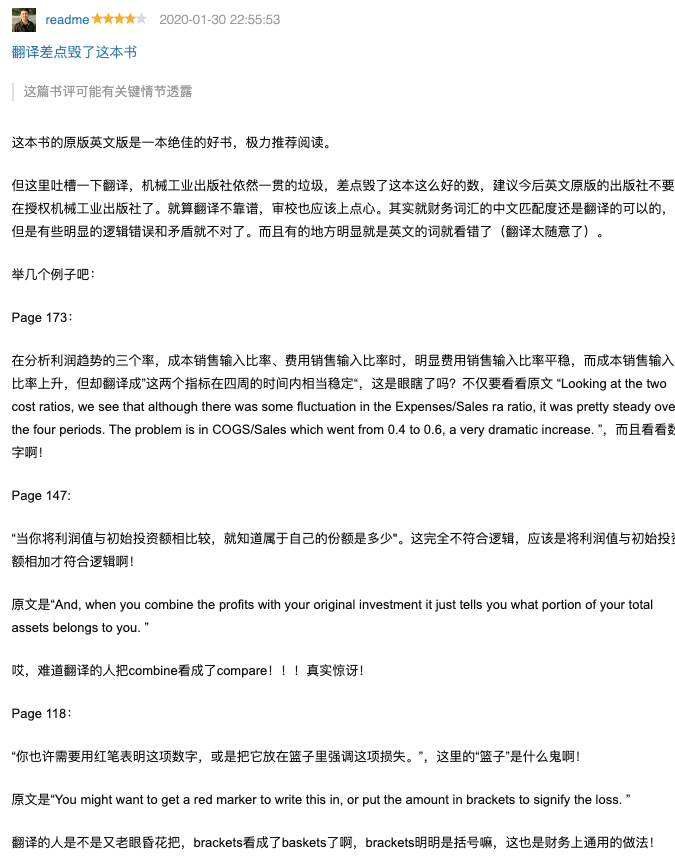 readme 2020-01-30 22:55:53
翻译差点毁了这本书
这篇书评可能有关键情节透露
这本书的原版英文版是一本绝佳的好书，极力推荐阅读。
但这里吐槽一下翻译，机械工业出版社依然一贯的垃圾，差点毁了这本这么好的数，建议今后英文原版的出版社不要
在授权机械工业出版社了。就算翻译不靠谱，审校也应该上点心。其实就财务词汇的中文匹配度还是翻译的可以的，
但是有些明显的逻辑错误和矛盾就不对了。而且有的地方明显就是英文的词就看错了（翻译太随意了）。
举几个例子吧：
Page 173：
在分析利润趋势的三个率，成本销售输入比率、费用销售输入比率时，明显费用销售输入比率平稳，而成本销售输入
比率上升，但却翻译成”这两个指标在四周的时间内相当稳定“，这是眼瞎了吗？不仅要看看原文 “Looking at the two
cost ratios, we see that although there was some fluctuation in the Expenses/Sales ra ratio, it was pretty steady ove
the four periods. The problem is in COGS/Sales which went from 0.4 to 0.6, a very dramatic increase. ”，而且看看数
字啊！
Page 147:
“当你将利润值与初始投资额相比较，就知道属于自己的份额是多少"。这完全不符合逻辑，应该是将利润值与初始投资
额相加才符合逻辑啊！
原文是“And, when you combine the profits with your original investment it just tells you what portion of your total
assets belongs to you. ”
哎，难道翻译的人把combine看成了compare！！！真实惊讶！
Page 118：
“你也许需要用红笔表明这项数字，或是把它放在篮子里强调这项损失。”，这里的“篮子”是什么鬼啊！
原文是“You might want to get a red marker to write this in, or put the amount in brackets to signify the loss. ”
翻译的人是不是又老眼昏花把，brackets看成了baskets了啊，brackets明明是括号嘛，这也是财务上通用的做法！